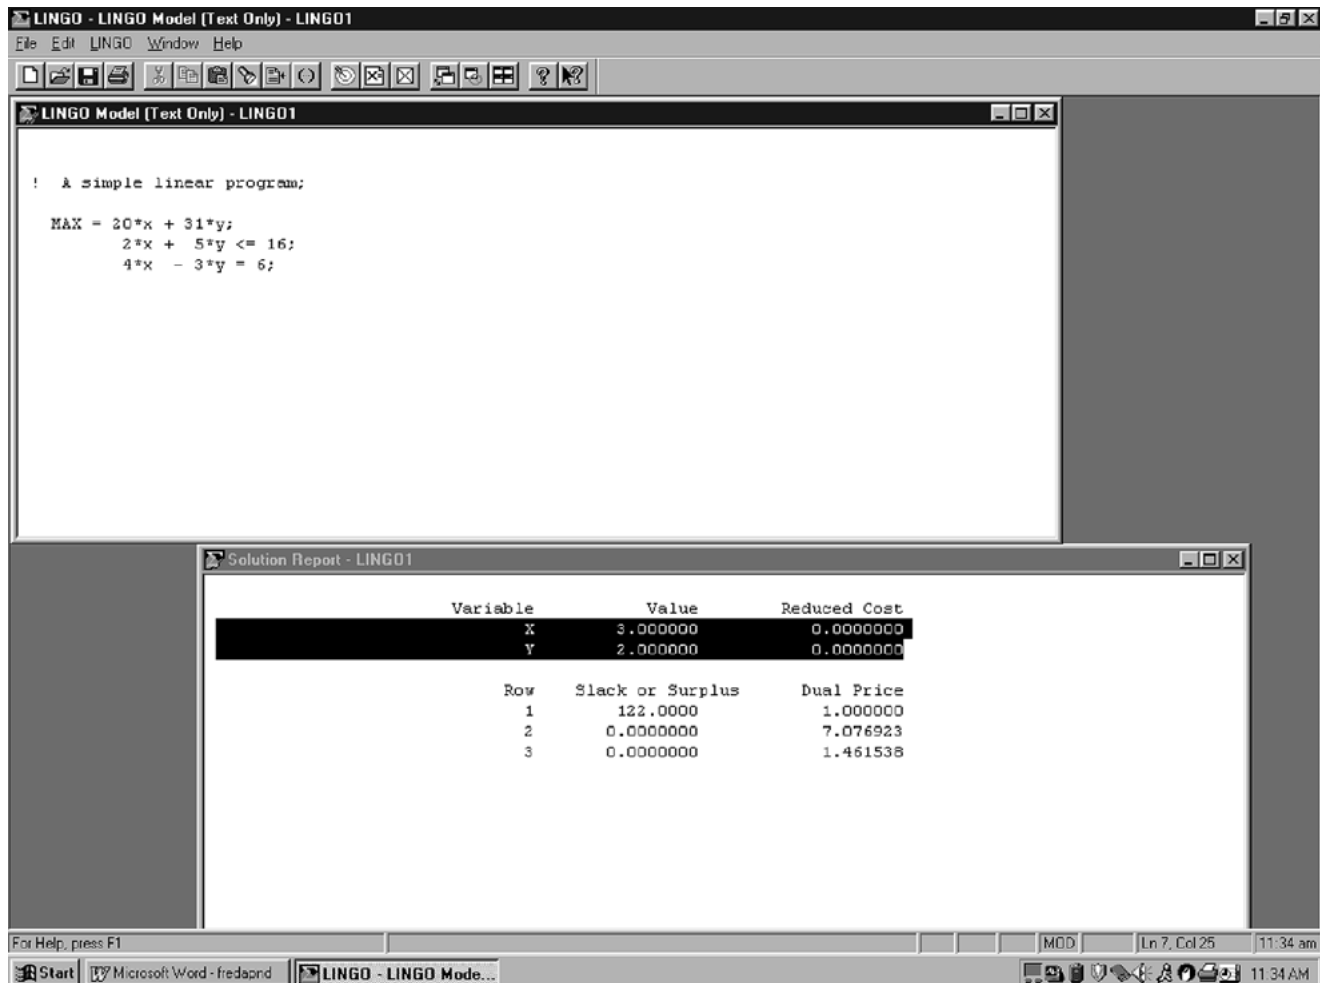 LINGO - LINGO Model (Text Only) - LINGO1
File Edit LINGO Window Help
LINGO Model (Text Only) - LINGO1
! A simple linear program;
MAX = 20*x + 31*y;
2*x + 5*y <= 16;
4*x - 3*y = 6;
Solution Report - LINGO1
Variable Value Reduced Cost
X 3.000000 0.0000000
Y 2.000000 0.0000000
Row Slack or Surplus Dual Price
1 122.0000 1.000000
2 0.0000000 7.076923
3 0.0000000 1.461538
For Help, press F1 MOD Ln 7, Col 25 11:34 am
Start Microsoft Word - fredapnd LINGO - LINGO Mode... 11:34 AM